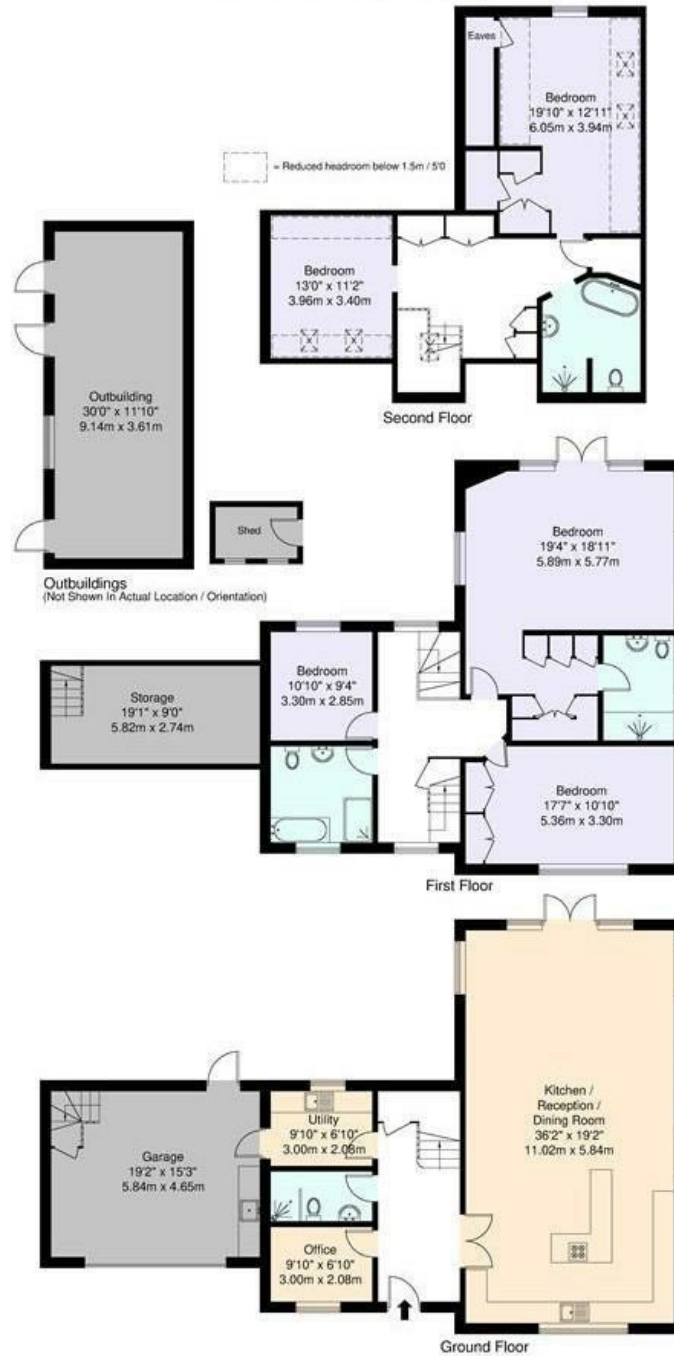 Eaves
Bedroom
19'10" x 12'11"
6.05m x 3.94m
= Reduced headroom below 1.5m / 5'0
Bedroom
13'0" x 11'2"
3.96m x 3.40m
Second Floor
Outbuilding
30'0" x 11'10"
9.14m x 3.61m
Shed
Outbuildings
(Not Shown In Actual Location / Orientation)
Bedroom
19'4" x 18'11"
5.89m x 5.77m
Bedroom
10'10" x 9'4"
3.30m x 2.85m
Storage
19'1" x 9'0"
5.82m x 2.74m
Bedroom
17'7" x 10'10"
5.36m x 3.30m
First Floor
Kitchen /
Reception /
Dining Room
36'2" x 19'2"
11.02m x 5.84m
Utility
9'10" x 6'10"
3.00m x 2.08m
Garage
19'2" x 15'3"
5.84m x 4.65m
Office
9'10" x 6'10"
3.00m x 2.08m
Ground Floor